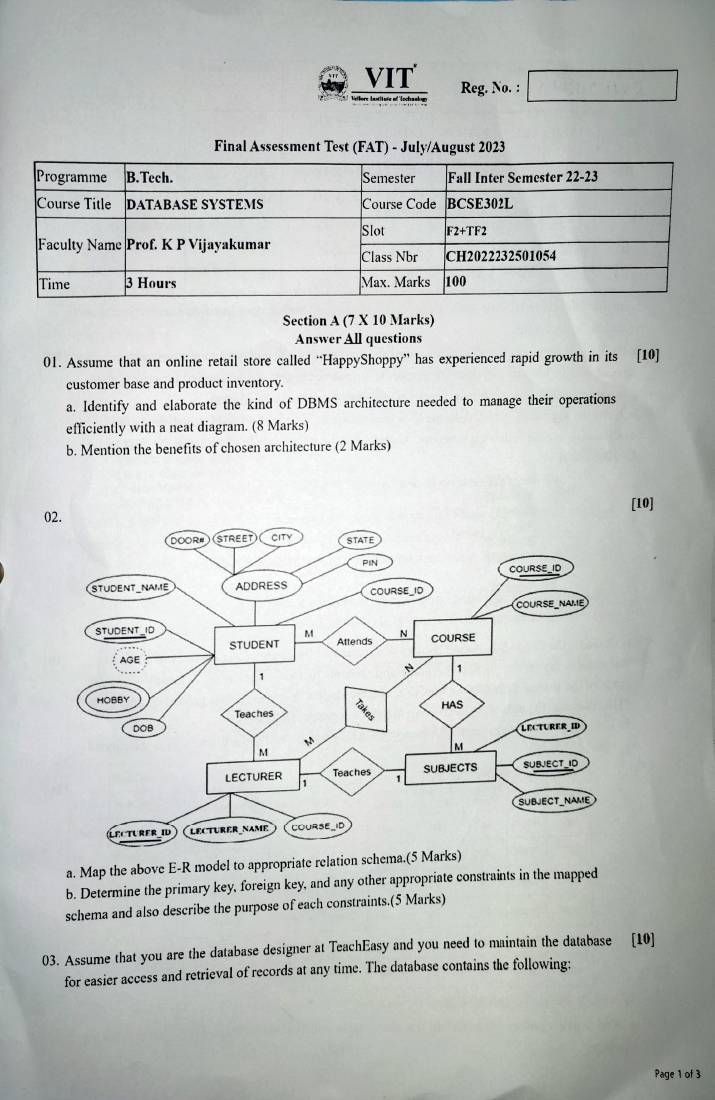 VIT
Vellore Institute of Technology
Reg. No. :
Final Assessment Test (FAT) - July/August 2023
Programme B.Tech. Semester Fall Inter Semester 22-23
Course Title DATABASE SYSTEMS Course Code BCSE302L
Faculty Name Prof. K P Vijayakumar Slot F2+TF2
Class Nbr CH2022232501054
Time 3 Hours Max. Marks 100
Section A (7 X 10 Marks)
Answer All questions
01. Assume that an online retail store called “HappyShoppy” has experienced rapid growth in its [10]
customer base and product inventory.
a. Identify and elaborate the kind of DBMS architecture needed to manage their operations
efficiently with a neat diagram. (8 Marks)
b. Mention the benefits of chosen architecture (2 Marks)
02. [10]
DOOR# STREET CITY STATE
PIN
STUDENT_NAME ADDRESS COURSE_ID COURSE_ID
COURSE_NAME
STUDENT_ID STUDENT M Attends N COURSE
AGE
1 N 1
HOBBY
Teaches Takes HAS
DOB
LECTURER_ID
M M M
LECTURER 1 Teaches 1 SUBJECTS SUBJECT_ID
SUBJECT_NAME
LECTURER_ID LECTURER_NAME COURSE_ID
a. Map the above E-R model to appropriate relation schema.(5 Marks)
b. Determine the primary key, foreign key, and any other appropriate constraints in the mapped
schema and also describe the purpose of each constraints.(5 Marks)
03. Assume that you are the database designer at TeachEasy and you need to maintain the database [10]
for easier access and retrieval of records at any time. The database contains the following:
Page 1 of 3